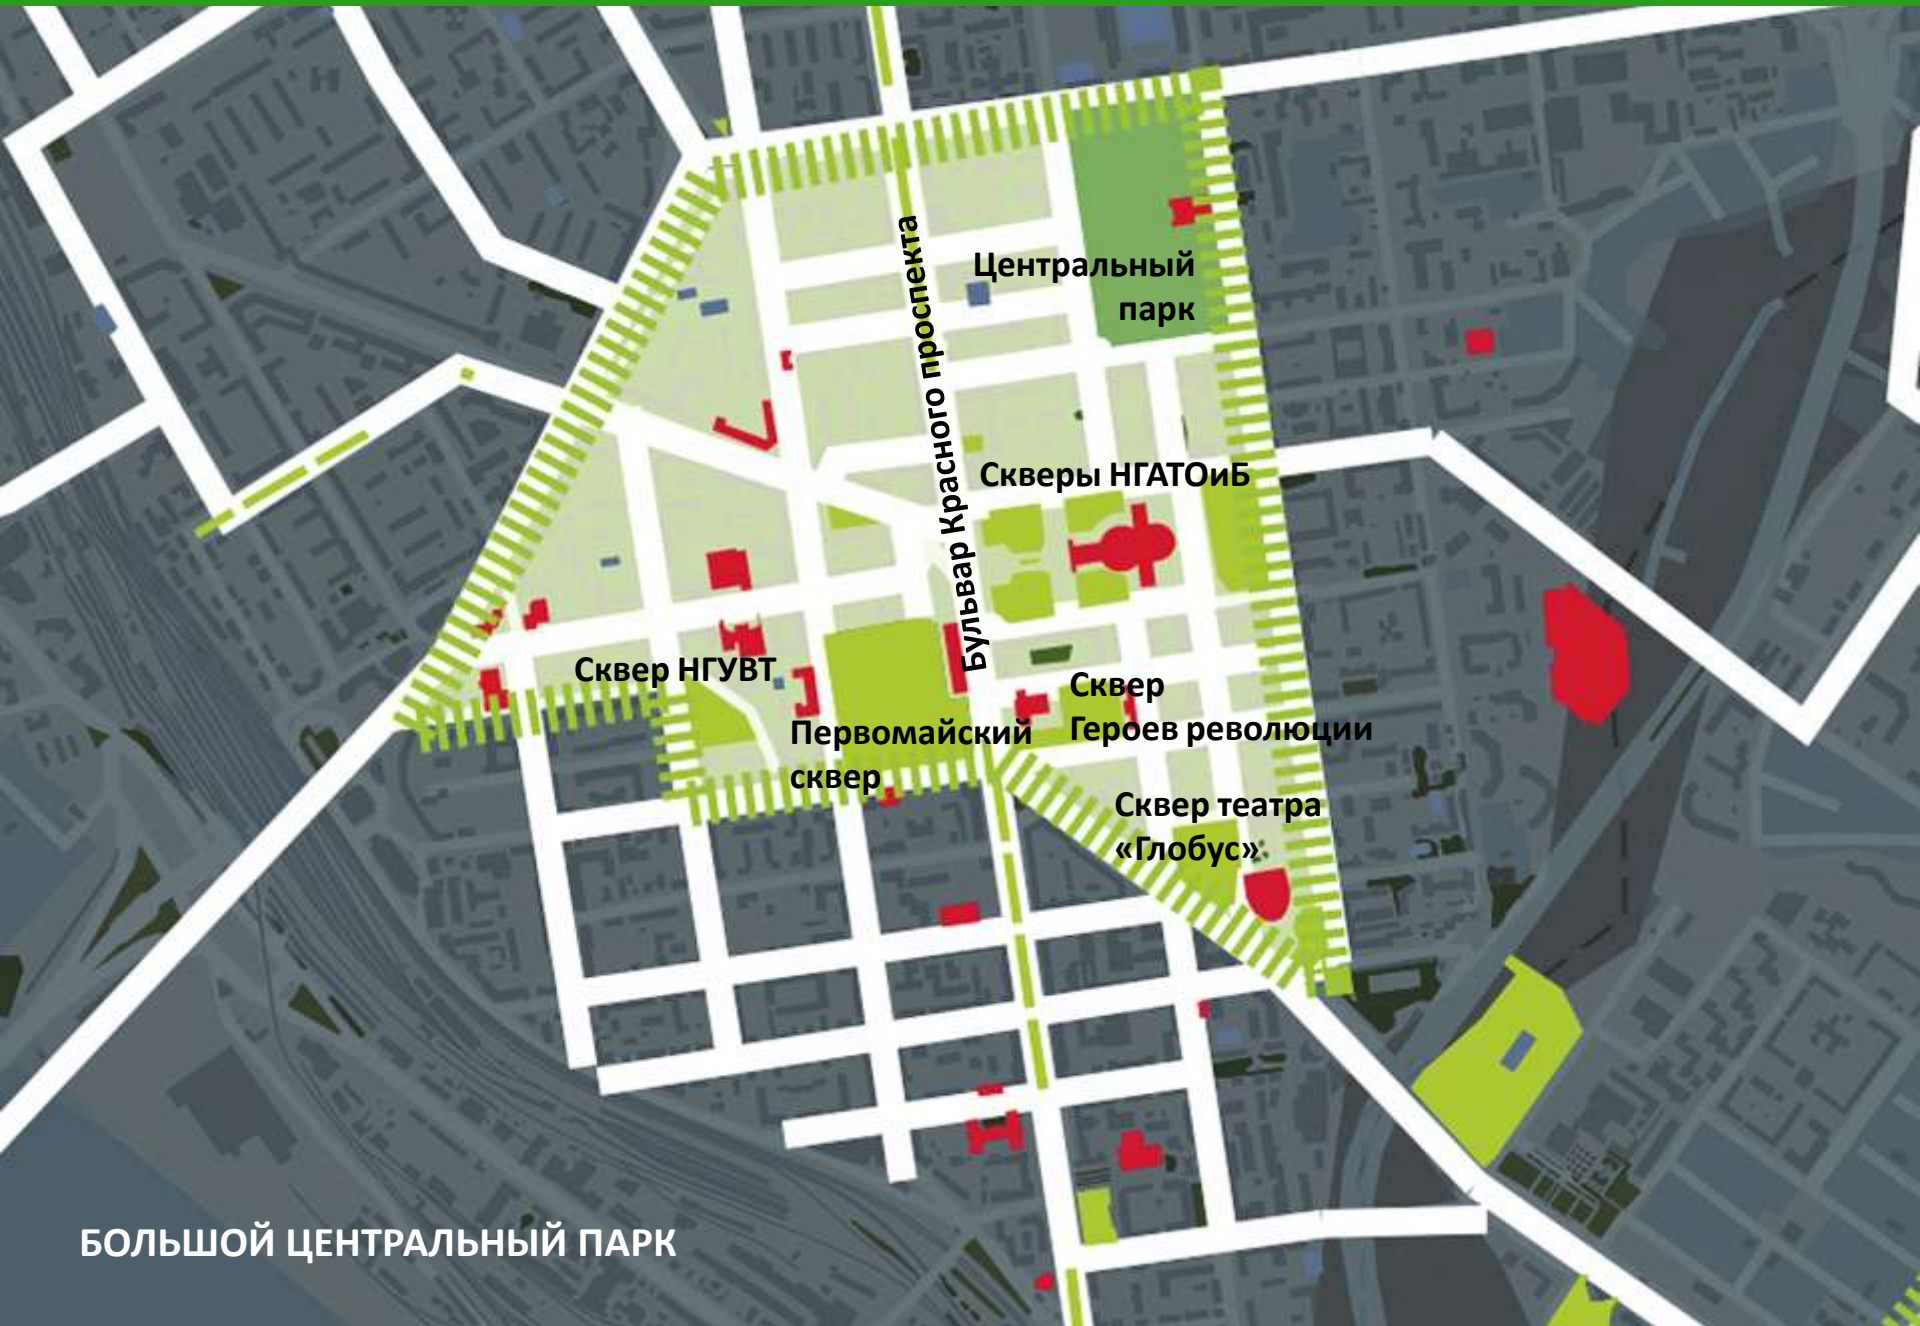 Бульвар Красного проспекта
Центральный
парк
Скверы НГАТОиБ
Сквер НГУВТ
Сквер
Героев революции
Первомайский
сквер
Сквер театра
«Глобус»
БОЛЬШОЙ ЦЕНТРАЛЬНЫЙ ПАРК